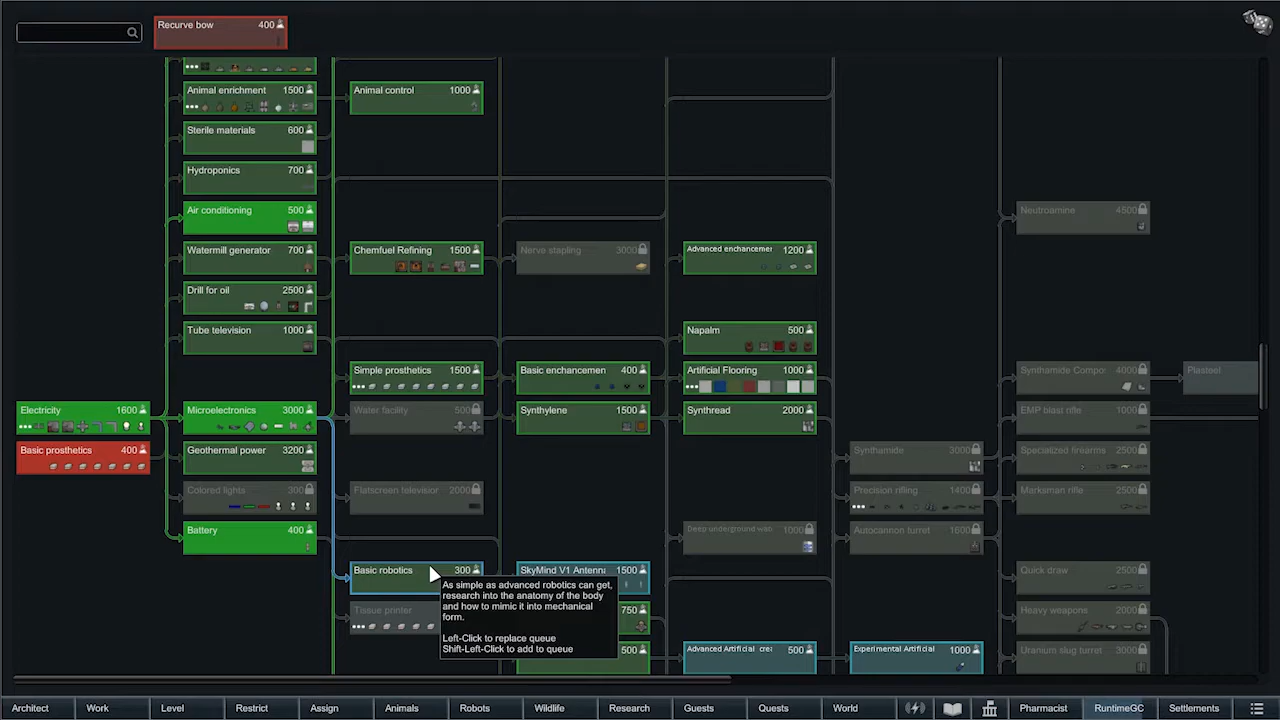 Recurve bow 400
Animal enrichment 1500
Animal control 1000
Sterile materials 600
Hydroponics 700
Air conditioning 500
Neutroamine 4500
Watermill generator 700
Chemfuel Refining 1500
Nerve stapling 3000
Advanced enchancemer 1200
Drill for oil 2500
Tube television 1000
Napalm 500
Simple prosthetics 1500
Basic enchancemen 400
Artificial Flooring 1000
Synthamide Compo: 4000
Plasteel
Electricity 1600
Microelectronics 3000
Water facility 500
Synthylene 1500
Synthread 2000
EMP blast rifle 1000
Basic prosthetics 400
Geothermal power 3200
Synthamide 3000
Specialized firearms 2500
Colored lights 300
Flatscreen televisior 2000
Precision rifling 1400
Marksman rifle 2500
Battery 400
Deep underground wat 1000
Autocannon turret 1600
Basic robotics 300
SkyMind V1 Antenna 1500
Quick draw 2500
As simple as advanced robotics can get,
research into the anatomy of the body
and how to mimic it into mechanical
form.
Left-Click to replace queue
Shift-Left-Click to add to queue
Tissue printer
750
Heavy weapons 2000
500
Advanced Artificial crea 500
Experimental Artificial 1000
Uranium slug turret 3000
Architect Work Level Restrict Assign Animals Robots Wildlife Research Guests Quests World Pharmacist RuntimeGC Settlements